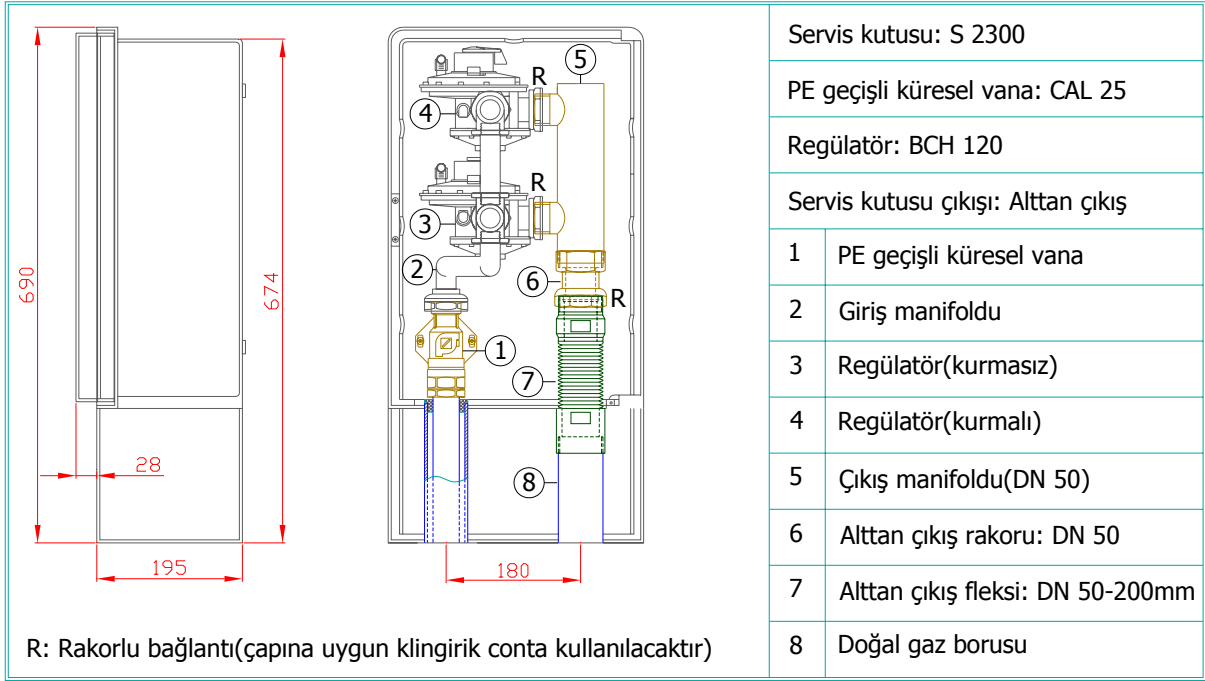 690
28
195
674
5
R
4
R
3
2
6
R
1
7
8
180
R: Rakorlu bağlantı(çapına uygun klingirik conta kullanılacaktır)
Servis kutusu: S 2300
PE geçişli küresel vana: CAL 25
Regülatör: BCH 120
Servis kutusu çıkışı: Alttan çıkış
1 PE geçişli küresel vana
2 Giriş manifoldu
3 Regülatör(kurmasız)
4 Regülatör(kurmalı)
5 Çıkış manifoldu(DN 50)
6 Alttan çıkış rakoru: DN 50
7 Alttan çıkış fleksi: DN 50-200mm
8 Doğal gaz borusu